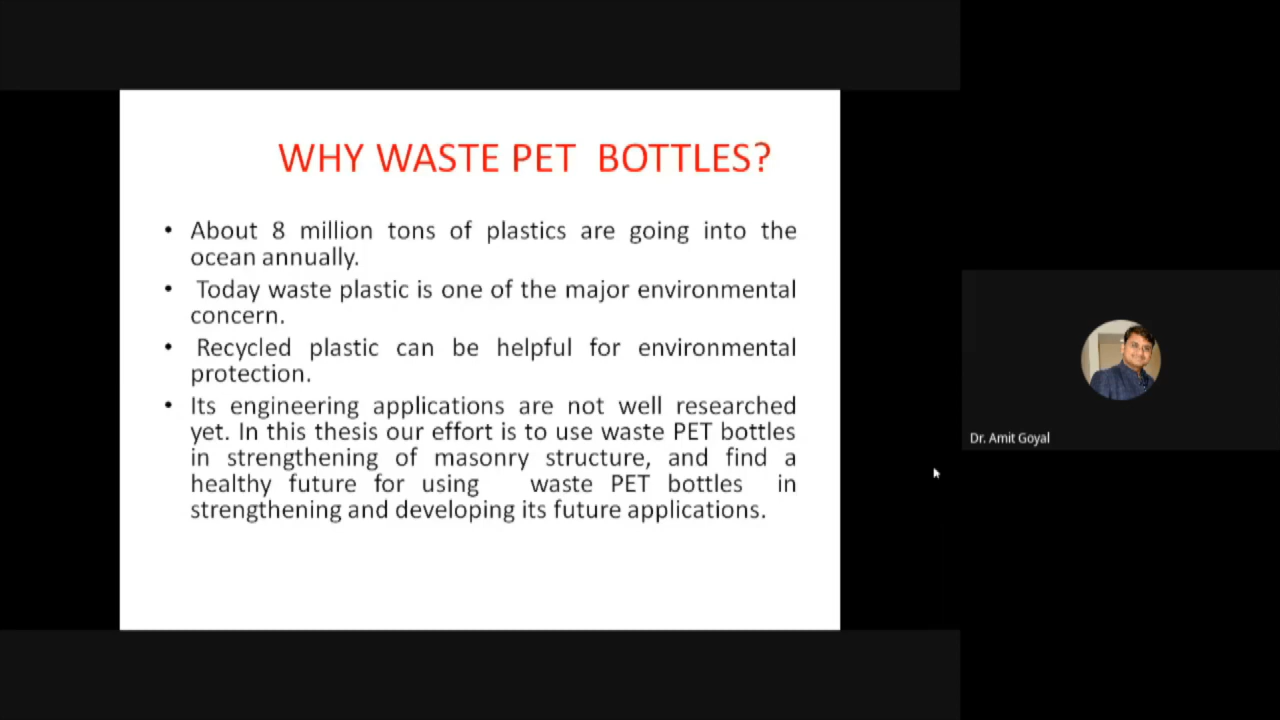 WHY WASTE PET BOTTLES?
• About 8 million tons of plastics are going into the
ocean annually.
• Today waste plastic is one of the major environmental
concern.
• Recycled plastic can be helpful for environmental
protection.
• Its engineering applications are not well researched
yet. In this thesis our effort is to use waste PET bottles
in strengthening of masonry structure, and find a
healthy future for using waste PET bottles in
strengthening and developing its future applications.
Dr. Amit Goyal